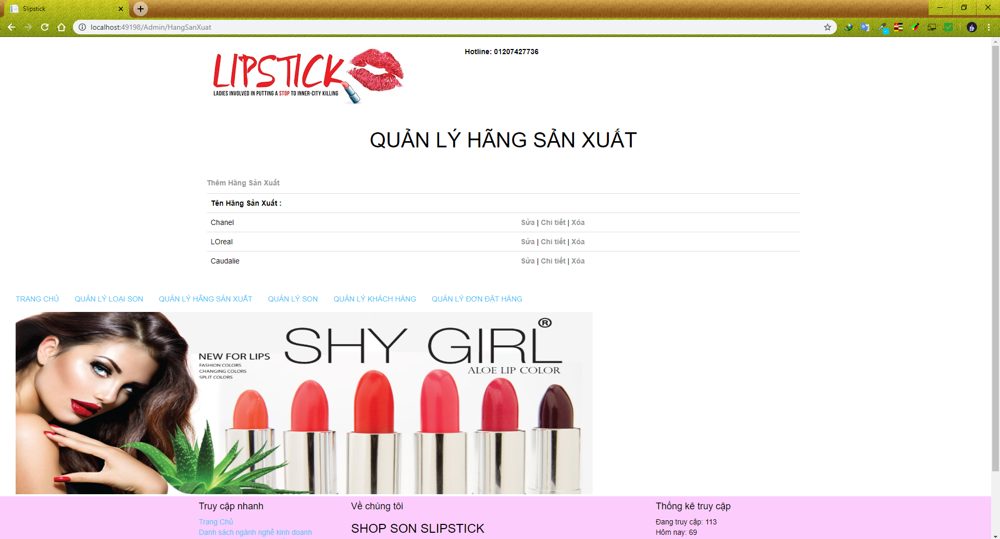 Slipstick
localhost:49198/Admin/HangSanXuat
LIPSTICK
LADIES INVOLVED IN PUTTING A STOP TO INNER-CITY KILLING
Hotline: 01207427736
QUẢN LÝ HÃNG SẢN XUẤT
Thêm Hãng Sản Xuất
Tên Hãng Sản Xuất :
Chanel Sửa | Chi tiết | Xóa
LOreal Sửa | Chi tiết | Xóa
Caudalie Sửa | Chi tiết | Xóa
TRANG CHỦ QUẢN LÝ LOẠI SON QUẢN LÝ HÃNG SẢN XUẤT QUẢN LÝ SON QUẢN LÝ KHÁCH HÀNG QUẢN LÝ ĐƠN ĐẶT HÀNG
SHY GIRL®
NEW FOR LIPS
FASHION COLORS
CHANGING COLORS
SPLIT COLORS
ALOE LIP COLOR
Truy cập nhanh
Trang Chủ
Danh sách ngành nghề kinh doanh
Về chúng tôi
SHOP SON SLIPSTICK
Thống kê truy cập
Đang truy cập: 113
Hôm nay: 69